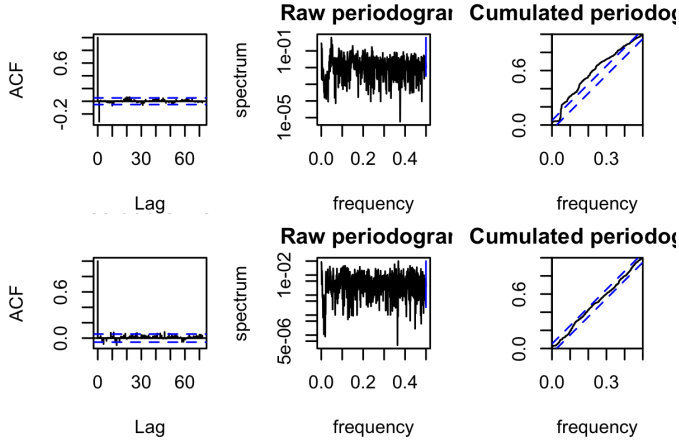 Raw periodogra
Cumulated periodog
ACF
-0.2
0.6
spectrum
1e-05
1e-01
0.0
0.6
0
30
60
0.0
0.2
0.4
0.0
0.3
Lag
frequency
frequency
Raw periodogra
Cumulated periodog
ACF
0.0
0.6
spectrum
5e-06
1e-02
0.0
0.6
0
30
60
0.0
0.2
0.4
0.0
0.3
Lag
frequency
frequency